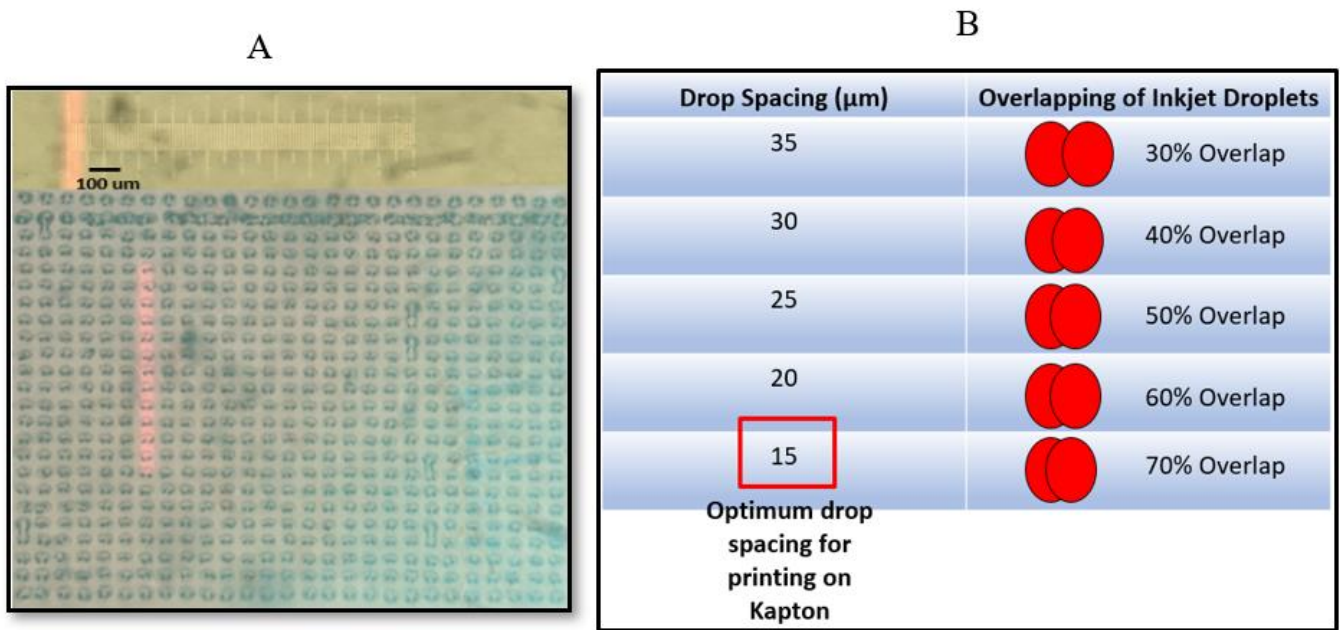 A
B
100 um
Drop Spacing (µm) Overlapping of Inkjet Droplets
35 30% Overlap
30 40% Overlap
25 50% Overlap
20 60% Overlap
15 70% Overlap
Optimum drop
spacing for
printing on
Kapton